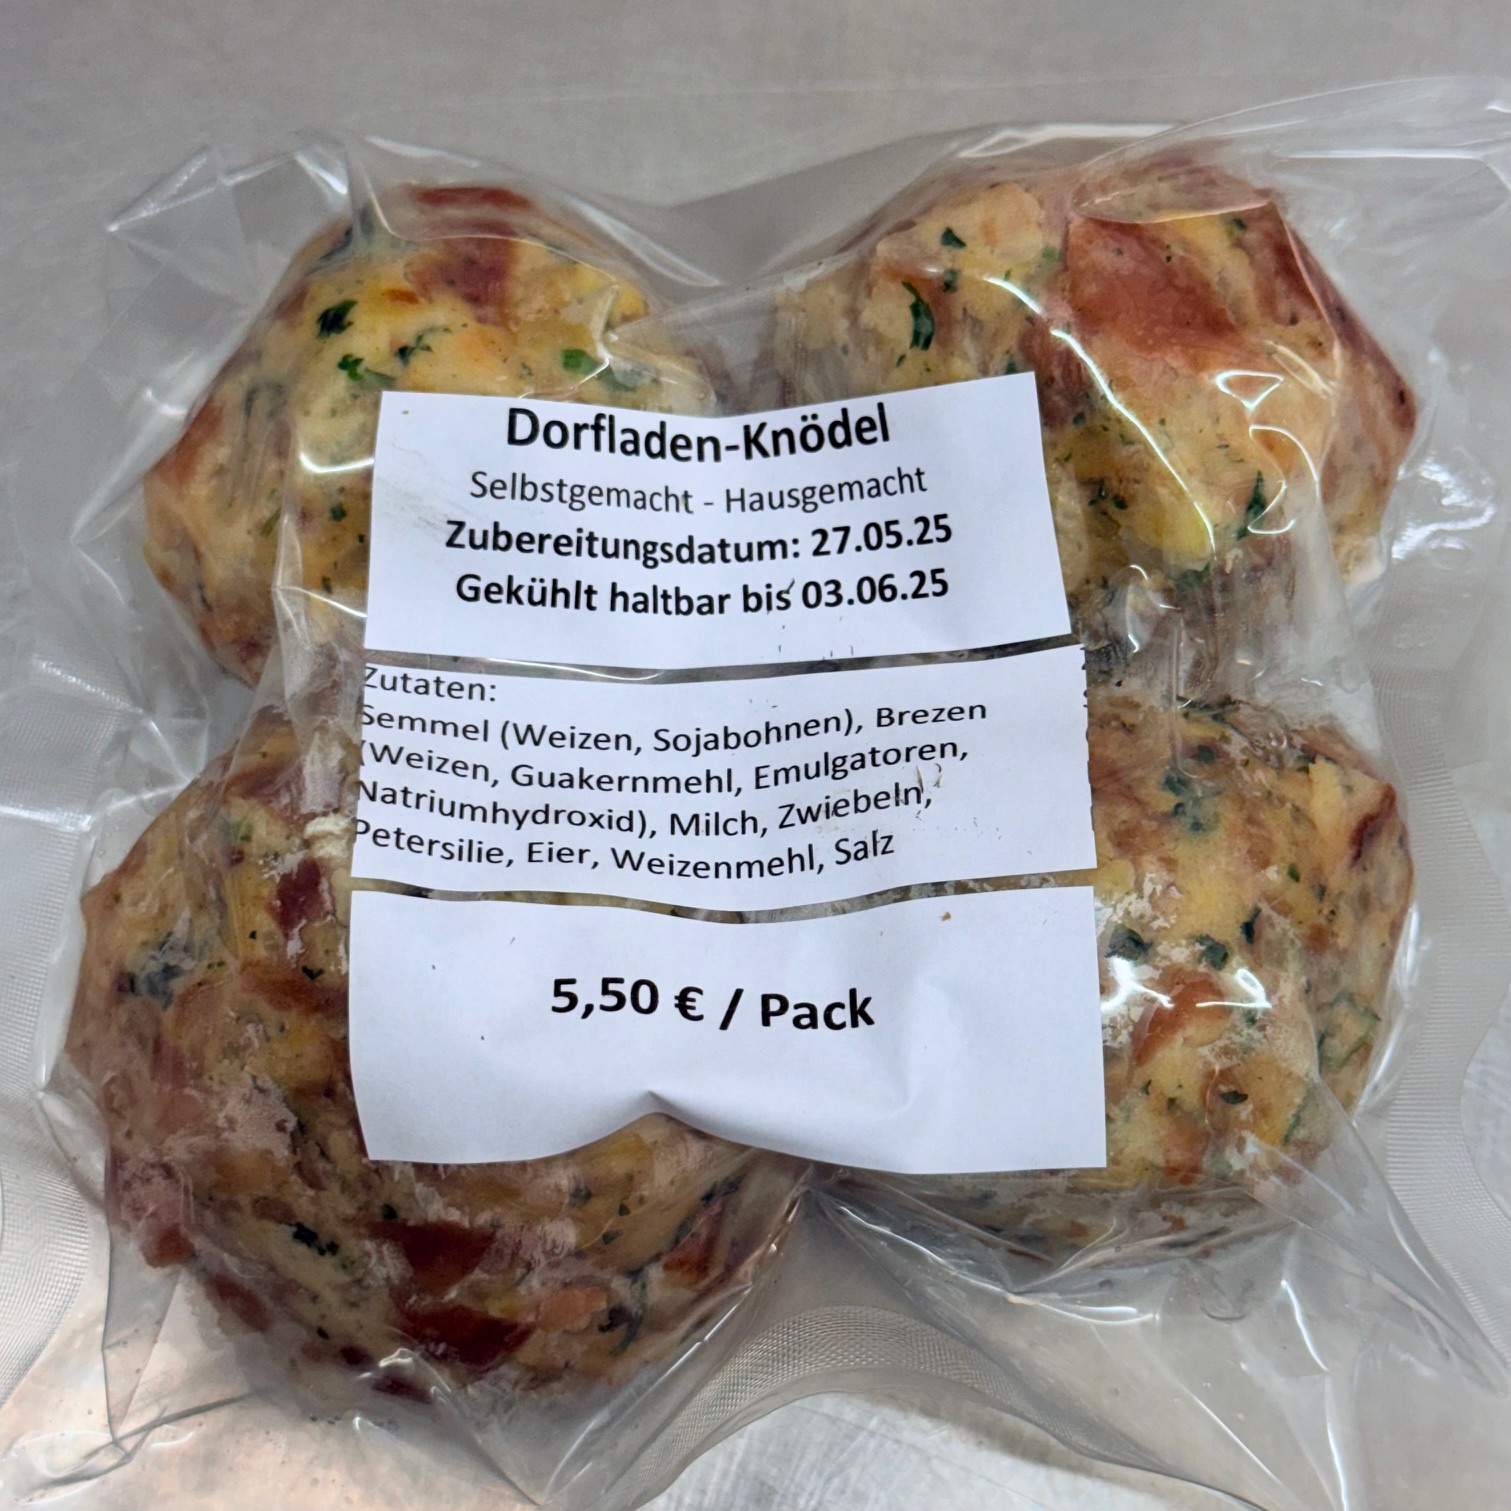 Dorfladen-Knödel
Selbstgemacht - Hausgemacht
Zubereitungsdatum: 27.05.25
Gekühlt haltbar bis 03.06.25
Zutaten:
Semmel (Weizen, Sojabohnen), Brezen
(Weizen, Guakernmehl, Emulgatoren,
Natriumhydroxid), Milch, Zwiebeln,
Petersilie, Eier, Weizenmehl, Salz
5,50 € / Pack